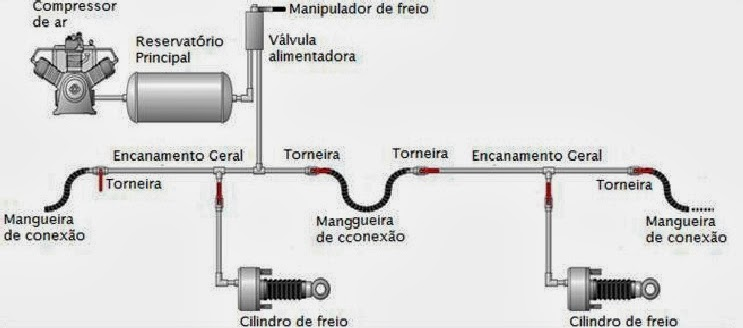 Compressor
de ar
Manipulador de freio
Reservatório
Principal
Válvula
alimentadora
Encanamento Geral
Torneira
Torneira
Encanamento Geral
Torneira
Torneira
Mangueira
de conexão
Manggueira
de cconexão
Mangueira
de conexão
Cilindro de freio
Cilindro de freio